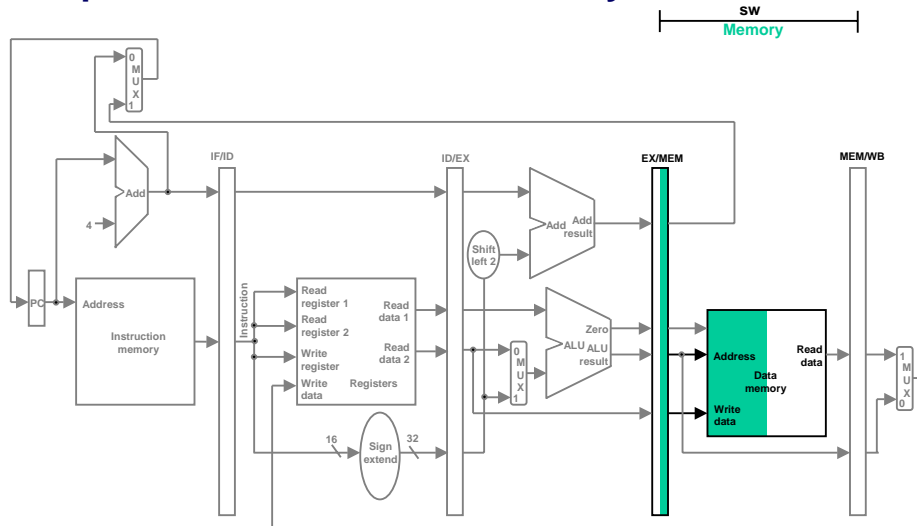 SW
Memory
0
M
U
X
1
IF/ID
ID/EX
EX/MEM
MEM/WB
Add
4
Shift
left 2
Add
Add
result
PC
Address
Instruction
memory
Instruction
Read
register 1
Read
register 2
Write
register
Write
data
Registers
Read
data 1
Read
data 2
0
M
U
X
1
Zero
ALU
ALU
result
Address
Write
data
Data
memory
Read
data
1
M
U
X
0
16
Sign
extend
32